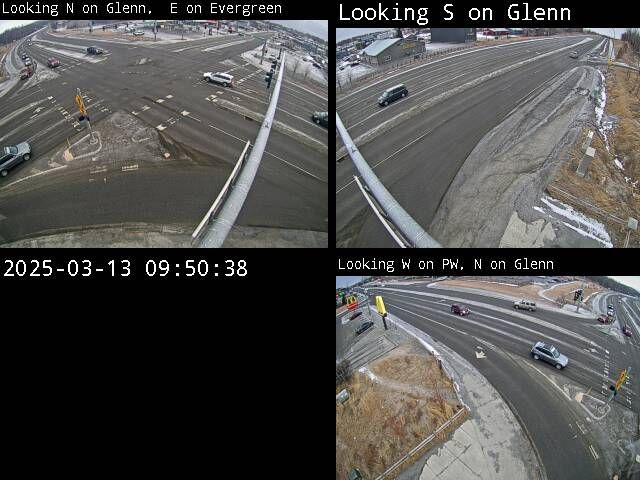 Looking N on Glenn,  E on Evergreen
Looking S on Glenn
2025-03-13 09:50:38
Looking W on PW, N on Glenn